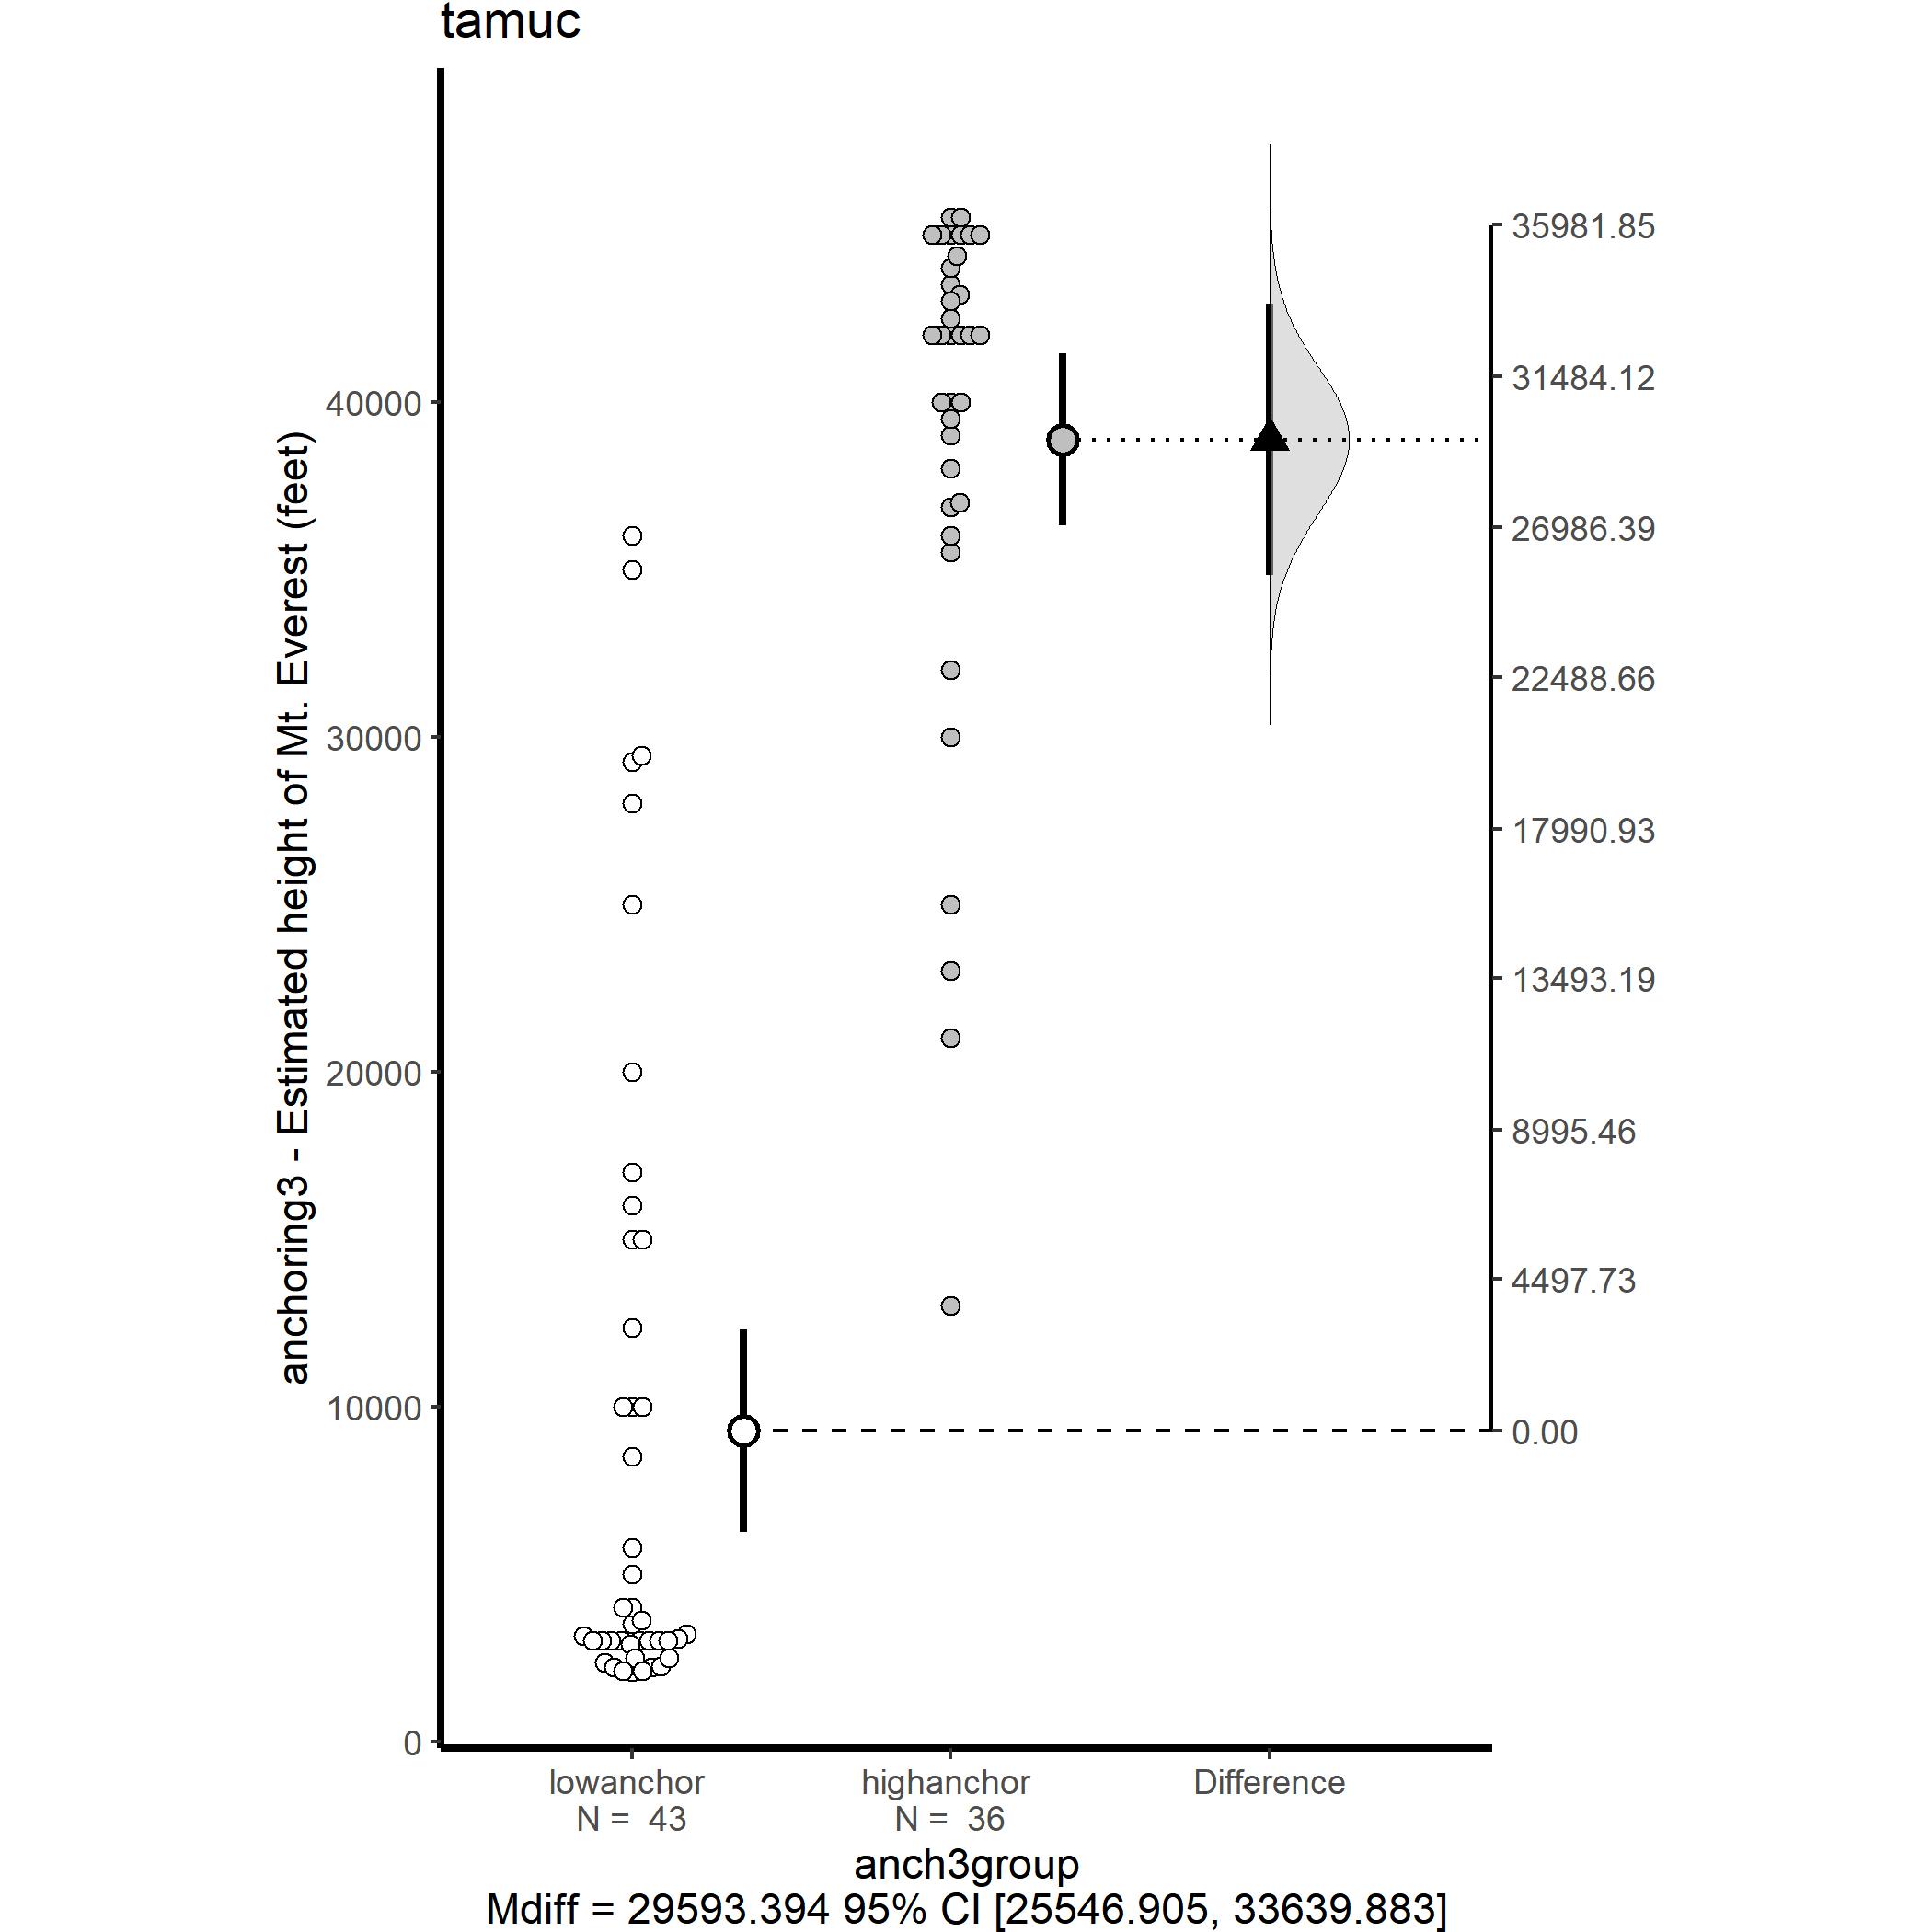 tamuc
anchoring3 - Estimated height of Mt. Everest (feet)
40000
30000
20000
10000
0
35981.85
31484.12
26986.39
22488.66
17990.93
13493.19
8995.46
4497.73
0.00
lowanchor
N =  43
highanchor
N =  36
Difference
anch3group
Mdiff = 29593.394 95% CI [25546.905, 33639.883]